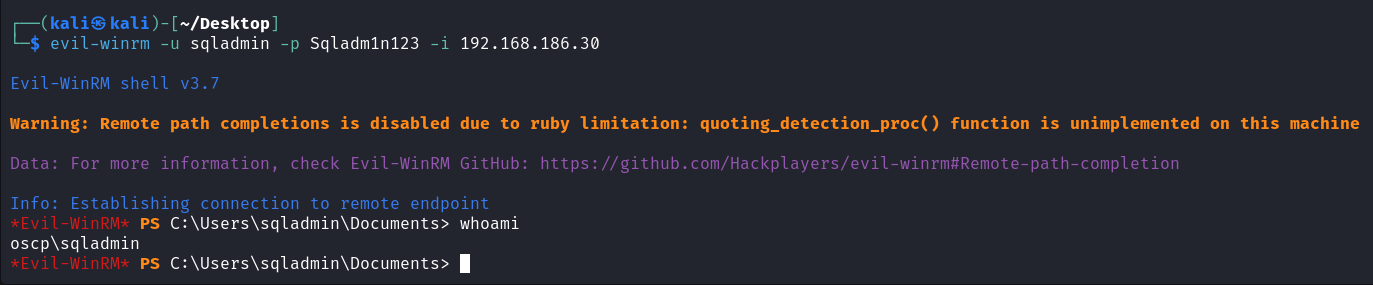 ┌──(kali㉿kali)-[~/Desktop]
└─$ evil-winrm -u sqladmin -p Sqladm1n123 -i 192.168.186.30
Evil-WinRM shell v3.7
Warning: Remote path completions is disabled due to ruby limitation: quoting_detection_proc() function is unimplemented on this machine
Data: For more information, check Evil-WinRM GitHub: https://github.com/Hackplayers/evil-winrm#Remote-path-completion
Info: Establishing connection to remote endpoint
*Evil-WinRM* PS C:\Users\sqladmin\Documents> whoami
oscp\sqladmin
*Evil-WinRM* PS C:\Users\sqladmin\Documents>